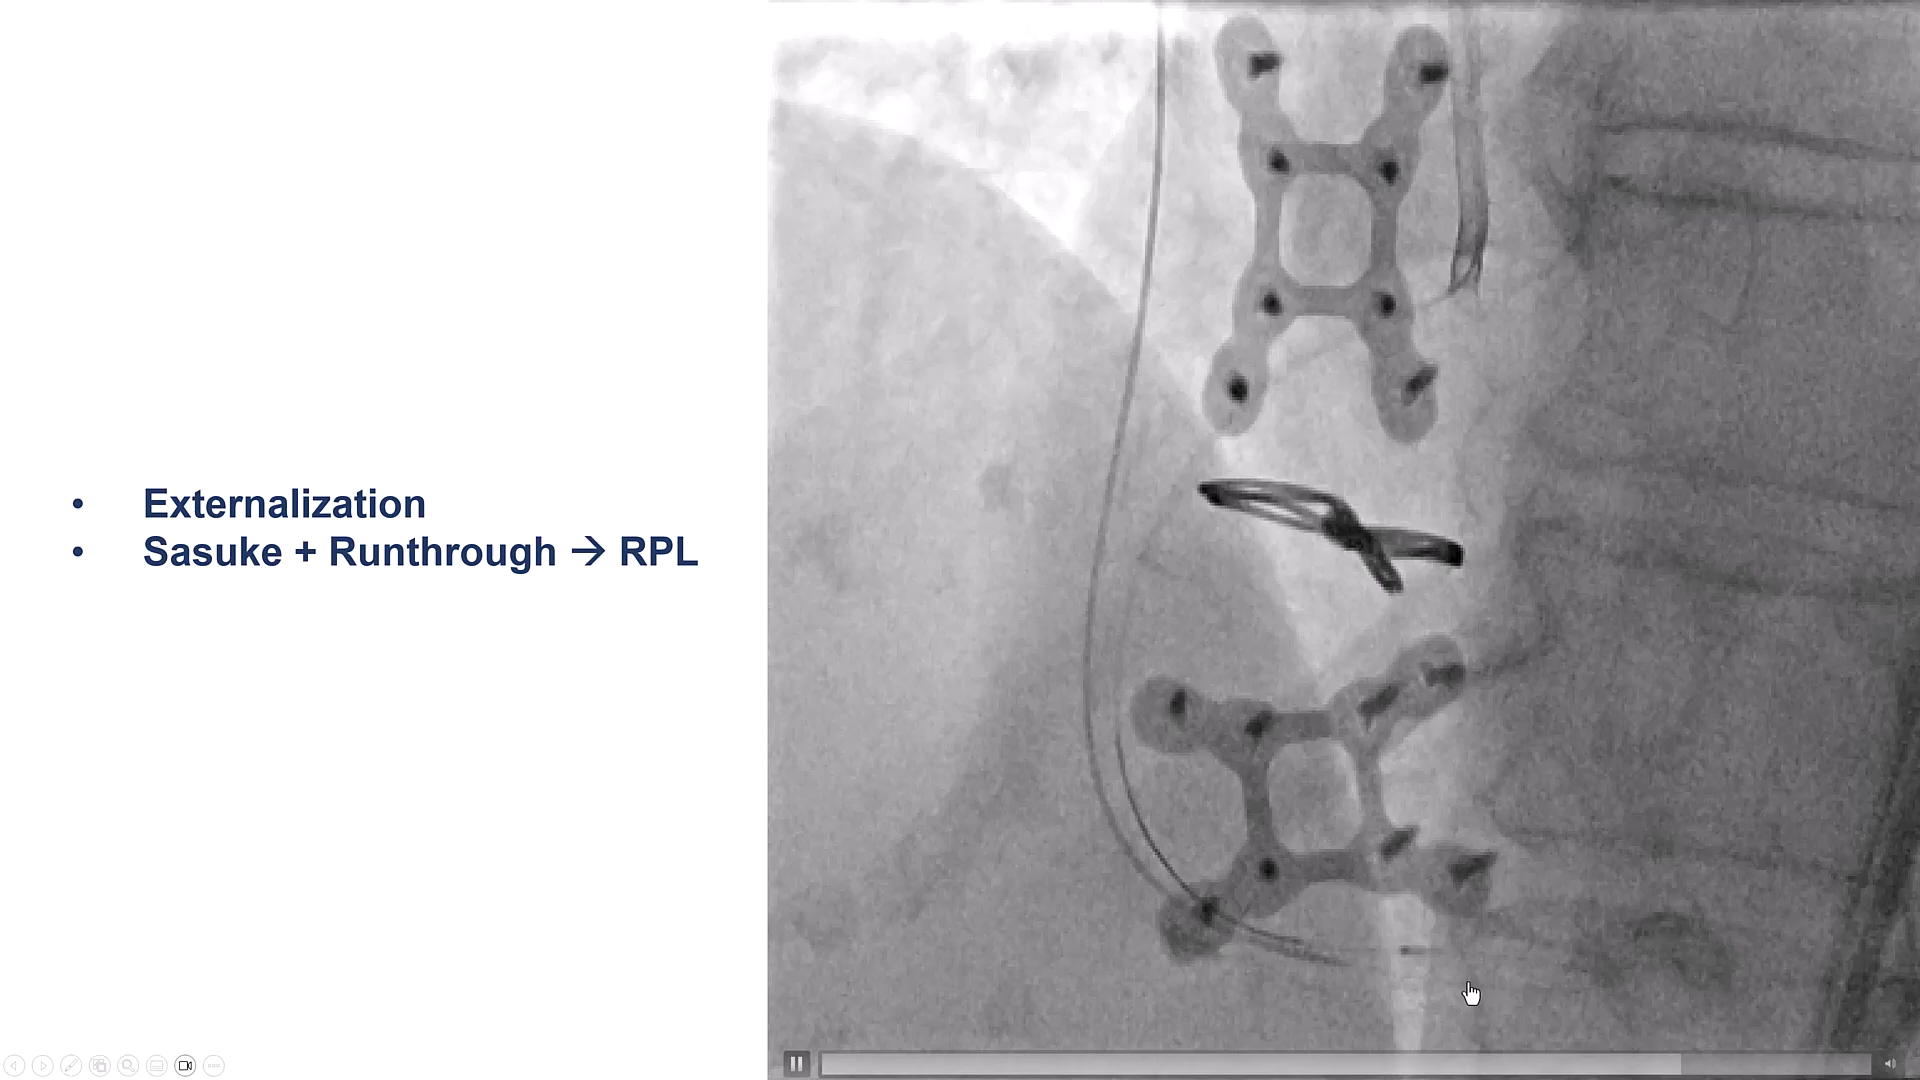 • Externalization
• Sasuke + Runthrough → RPL